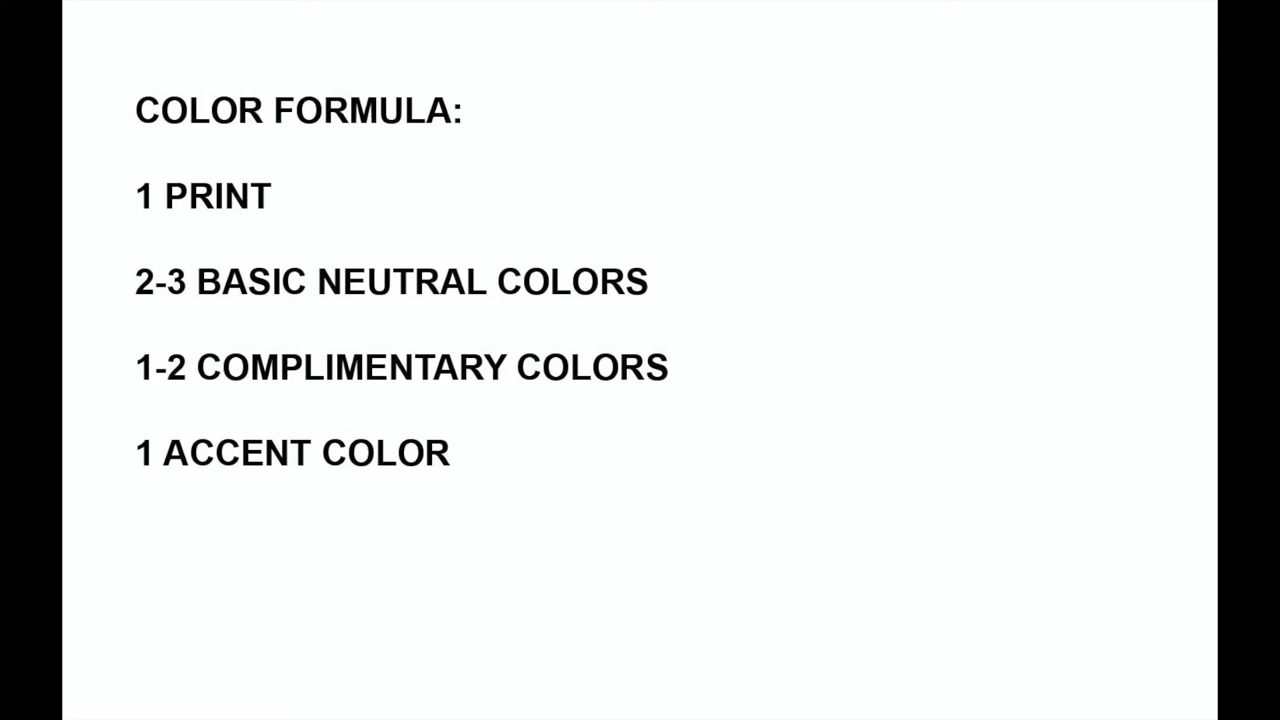 COLOR FORMULA:
1 PRINT
2-3 BASIC NEUTRAL COLORS
1-2 COMPLIMENTARY COLORS
1 ACCENT COLOR